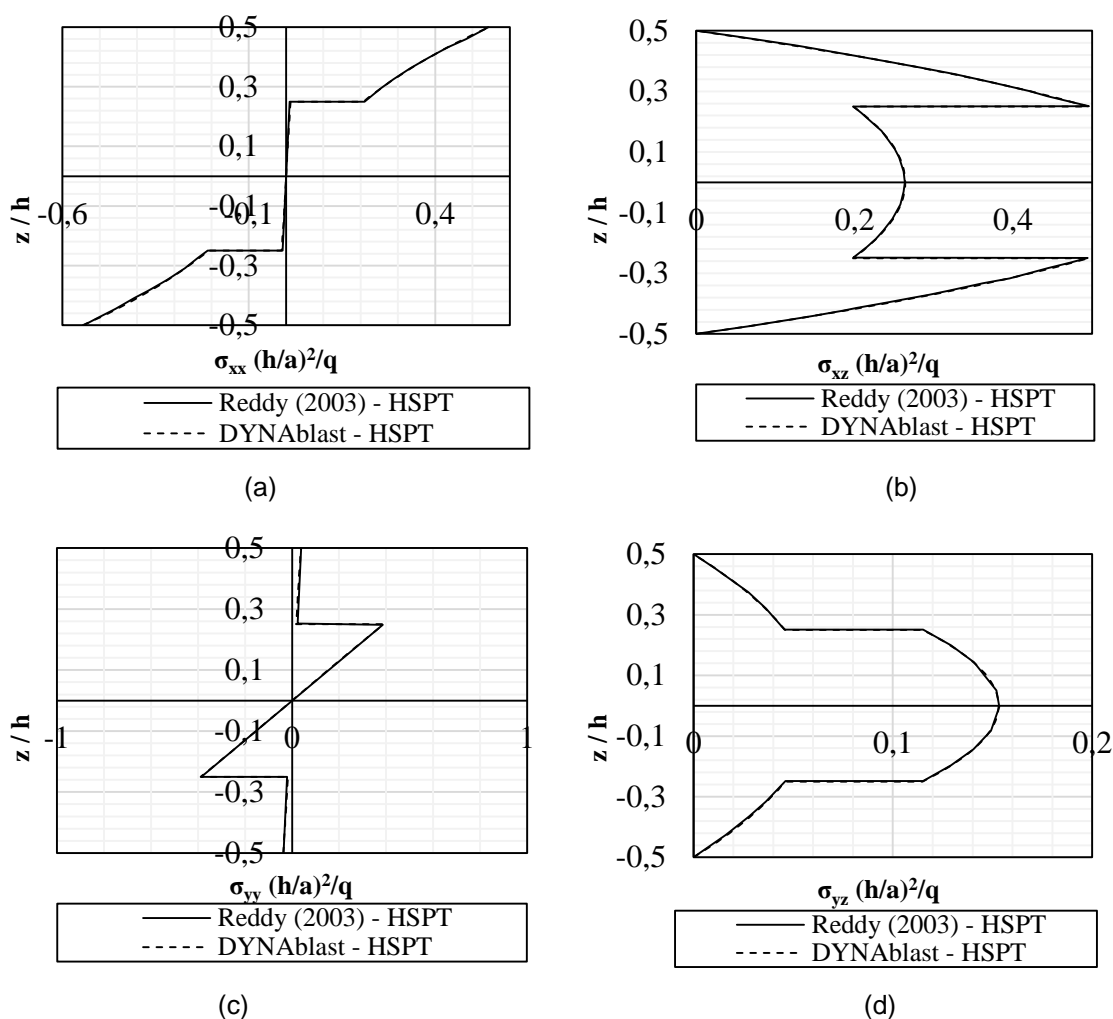 0,5
0,3
0,1
-0,1
-0,3
-0,5
-0,6
-0,1
0,4
z / h
σxx (h/a)²/q
Reddy (2003) - HSPT
DYNAblast - HSPT
(a)
0,5
0,3
0,1
-0,1
-0,3
-0,5
0
0,2
0,4
z / h
σxz (h/a)²/q
Reddy (2003) - HSPT
DYNAblast - HSPT
(b)
0,5
0,3
0,1
-0,1
-0,3
-0,5
-1
0
1
z / h
σyy (h/a)²/q
Reddy (2003) - HSPT
DYNAblast - HSPT
(c)
0,5
0,3
0,1
-0,1
-0,3
-0,5
0
0,1
0,2
z / h
σyz (h/a)²/q
Reddy (2003) - HSPT
DYNAblast - HSPT
(d)